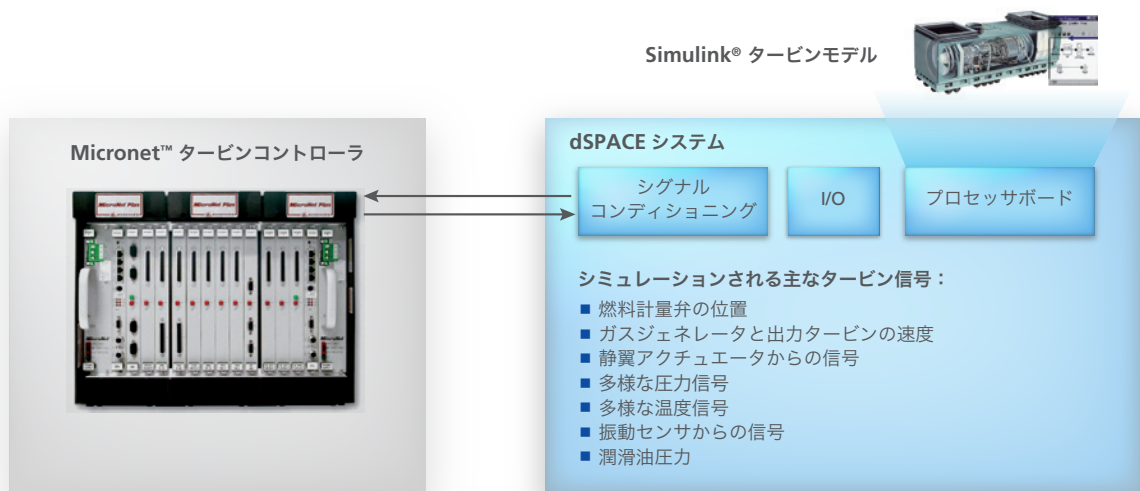 Simulink® タービンモデル
Micronet™ タービンコントローラ
MicroNet Plus
MicroNet Plus
MicroNet Plus
dSPACE システム
シグナル
コンディショニング
I/O
プロセッサボード
シミュレーションされる主なタービン信号：
■ 燃料計量弁の位置
■ ガスジェネレータと出力タービンの速度
■ 静翼アクチュエータからの信号
■ 多様な圧力信号
■ 多様な温度信号
■ 振動センサからの信号
■ 潤滑油圧力